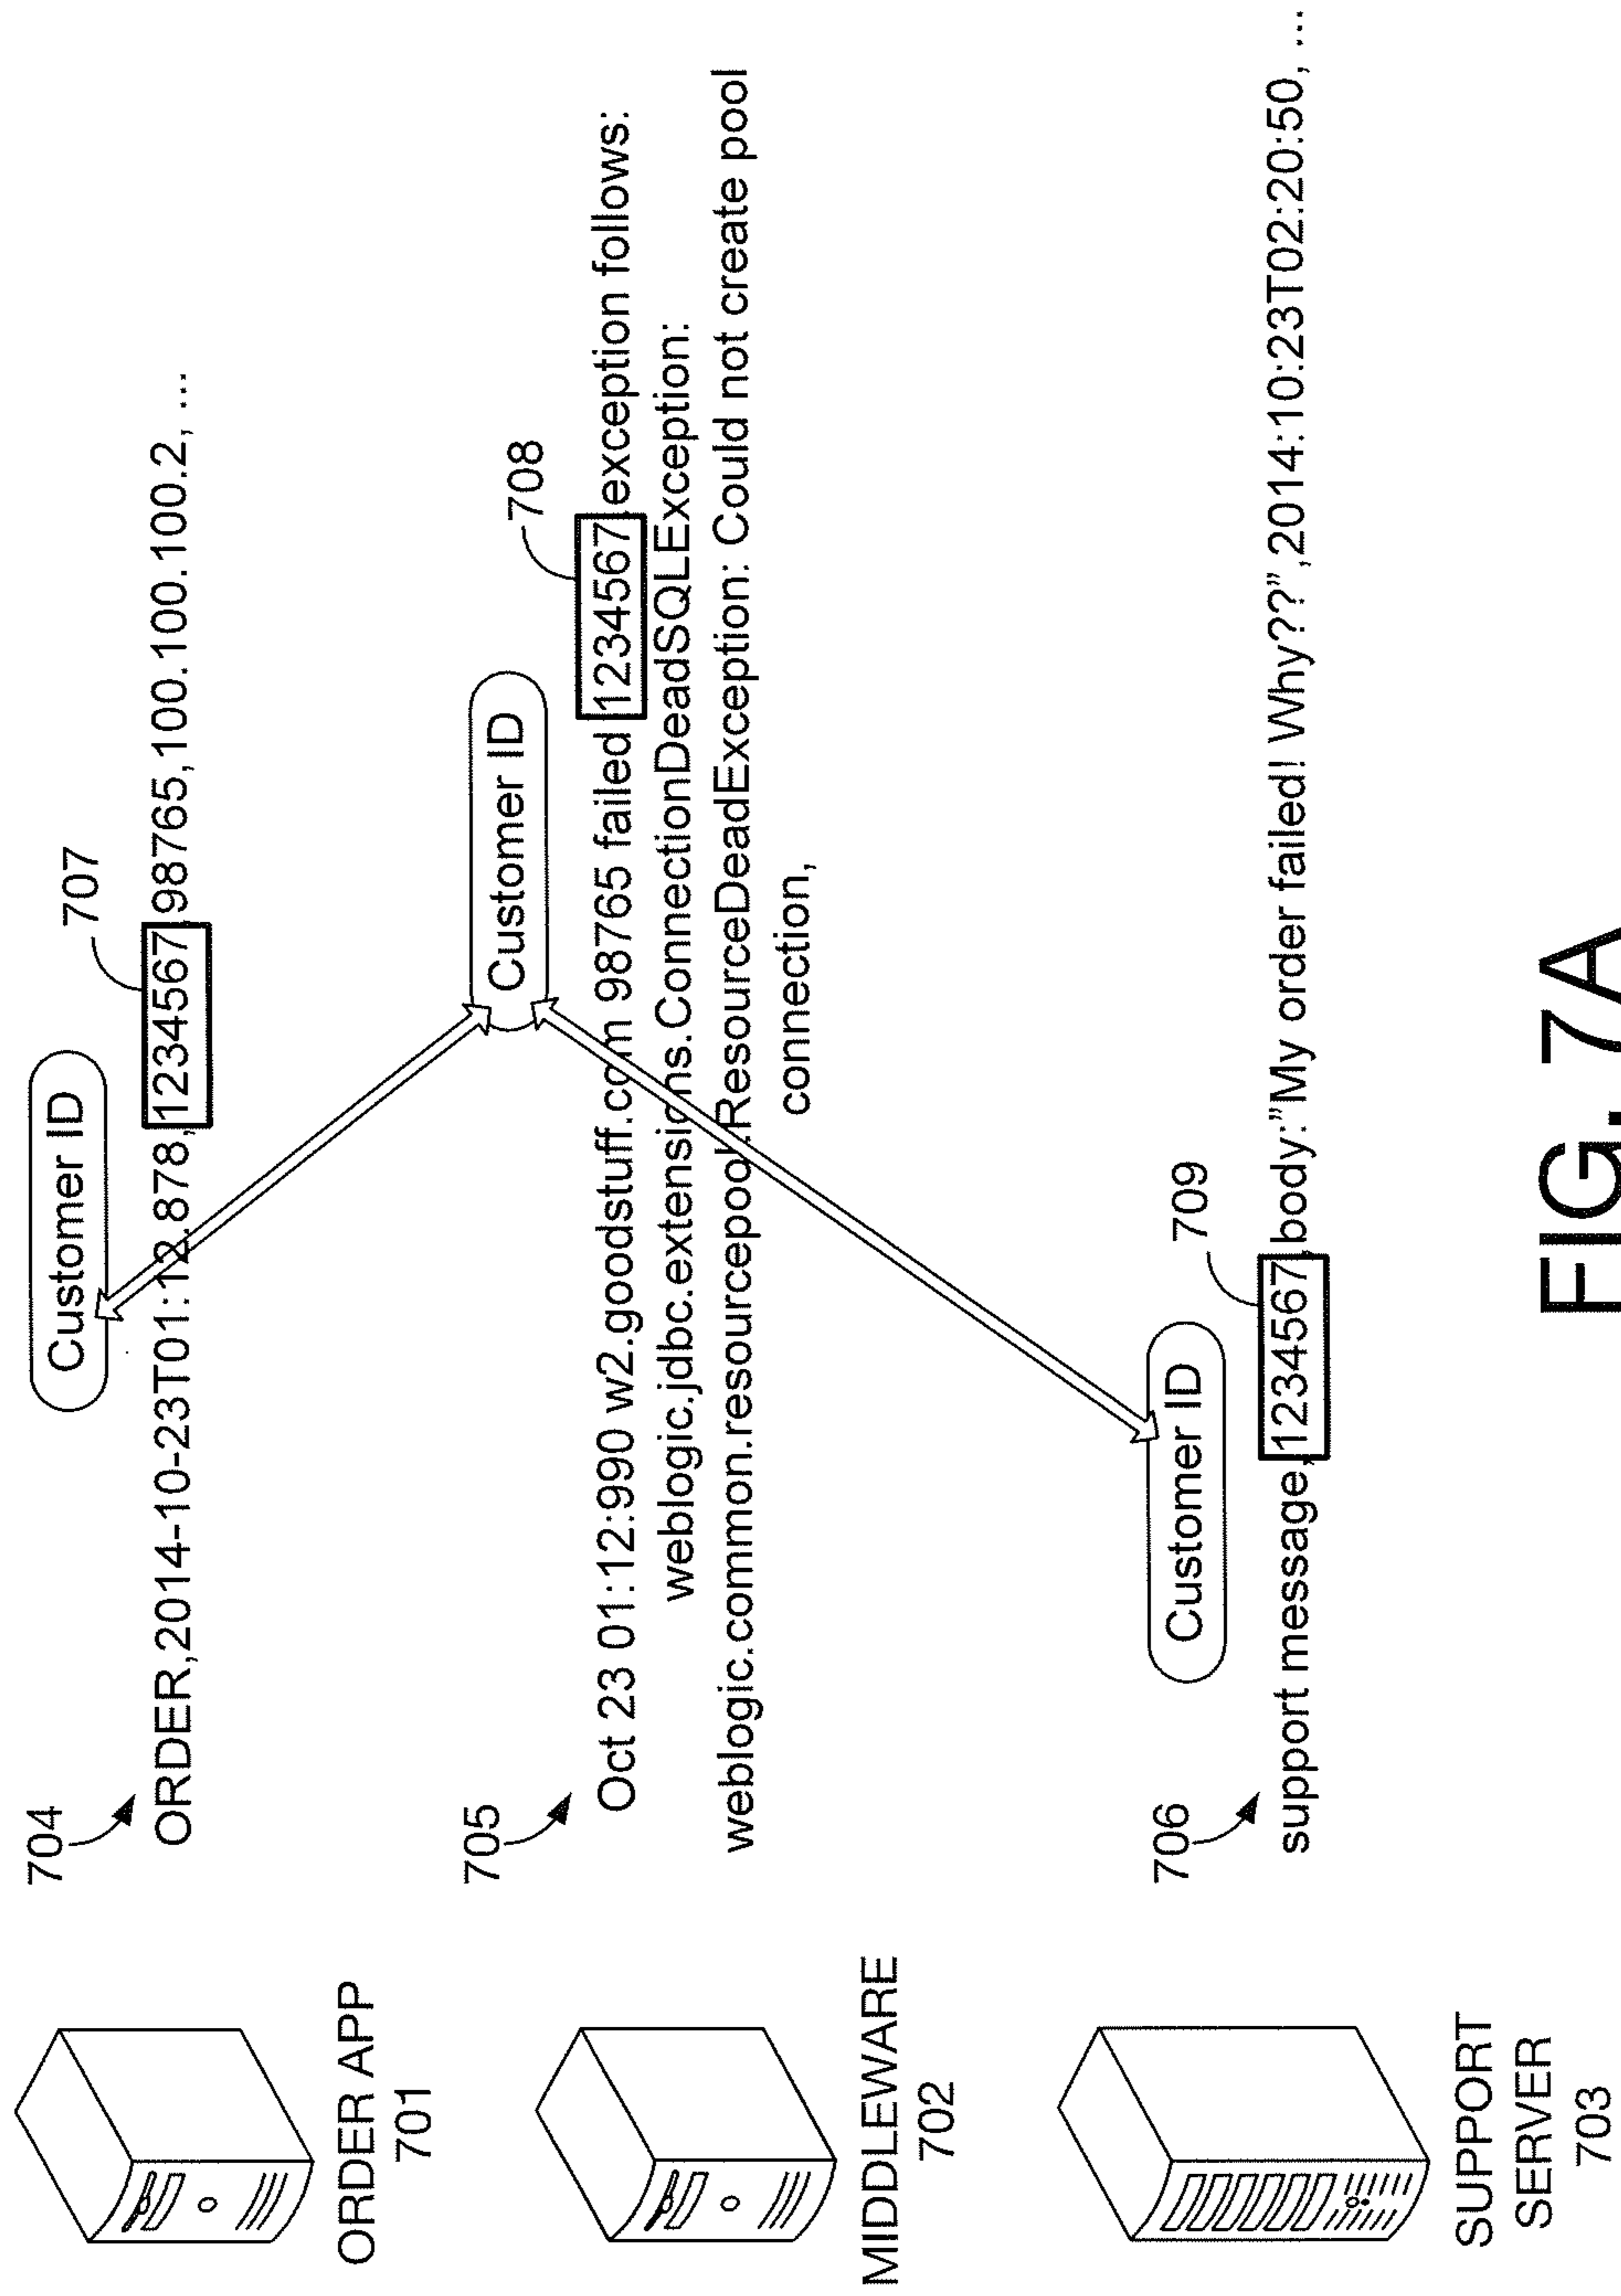 704
Customer ID
707
ORDER,2014-10-23T01:12.878,1234567,98765,100.100.100.2, ...
ORDER APP
701
705
Customer ID
708
Oct 23 01:12:990 w2.goodstuff.com 98765 failed 1234567 exception follows:
weblogic.jdbc.extensions.ConnectionDeadSQLException:
weblogic.common.resourcepool.ResourceDeadException: Could not create pool
connection,
MIDDLEWARE
702
706
Customer ID
709
support message,1234567,body:"My order failed! Why???",2014:10:23T02:20:50, ...
SUPPORT
SERVER
703
FIG. 7A